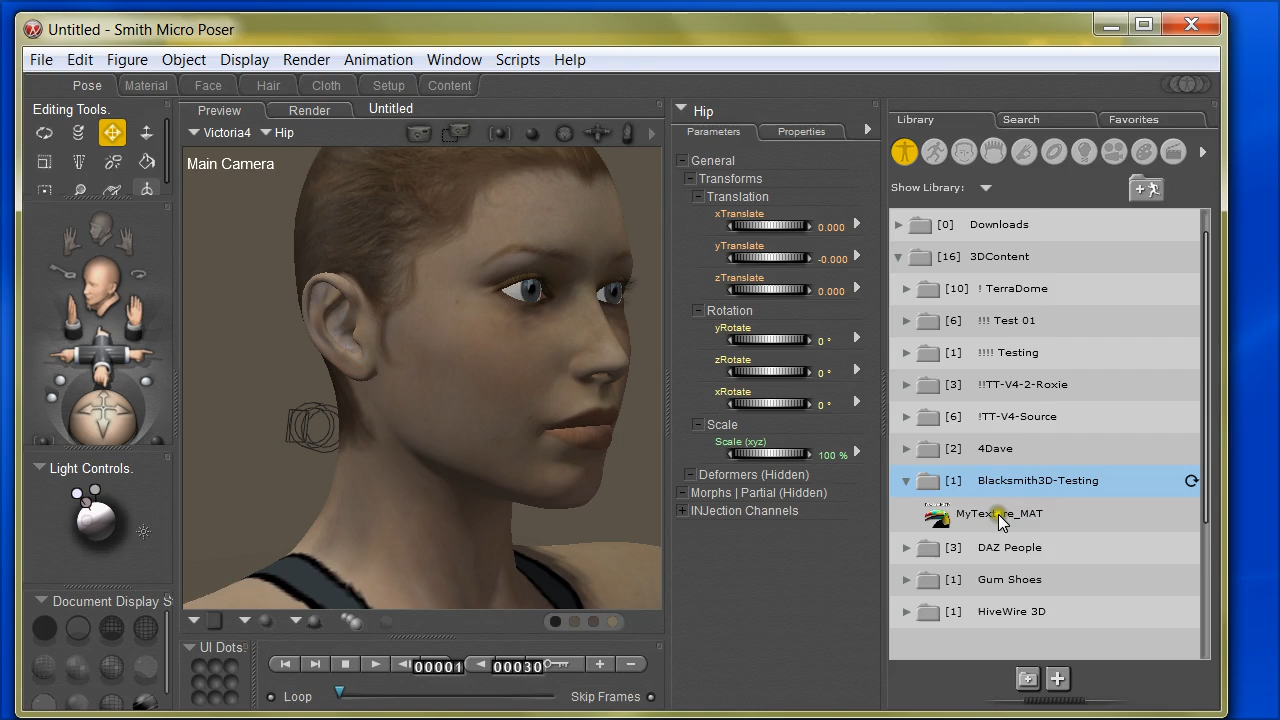 Untitled - Smith Micro Poser
File Edit Figure Object Display Render Animation Window Scripts Help
Pose Material Face Hair Cloth Setup Content
Editing Tools.
Preview Render Untitled
Victoria4 Hip
Main Camera
Light Controls.
Document Display S
UI Dots
00001 00030
Loop Skip Frames
Hip
Parameters Properties
General
Transforms
Translation
xTranslate
0.000
yTranslate
-0.000
zTranslate
0.000
Rotation
yRotate
0 °
zRotate
0 °
xRotate
0 °
Scale
Scale (xyz)
100 %
Deformers (Hidden)
Morphs | Partial (Hidden)
INJection Channels
Library Search Favorites
Show Library:
[0] Downloads
[16] 3DContent
[10] ! TerraDome
[6] !!! Test 01
[1] !!!! Testing
[3] !!TT-V4-2-Roxie
[6] !TT-V4-Source
[2] 4Dave
[1] Blacksmith3D-Testing
MyTexture_MAT
[3] DAZ People
[1] Gum Shoes
[1] HiveWire 3D